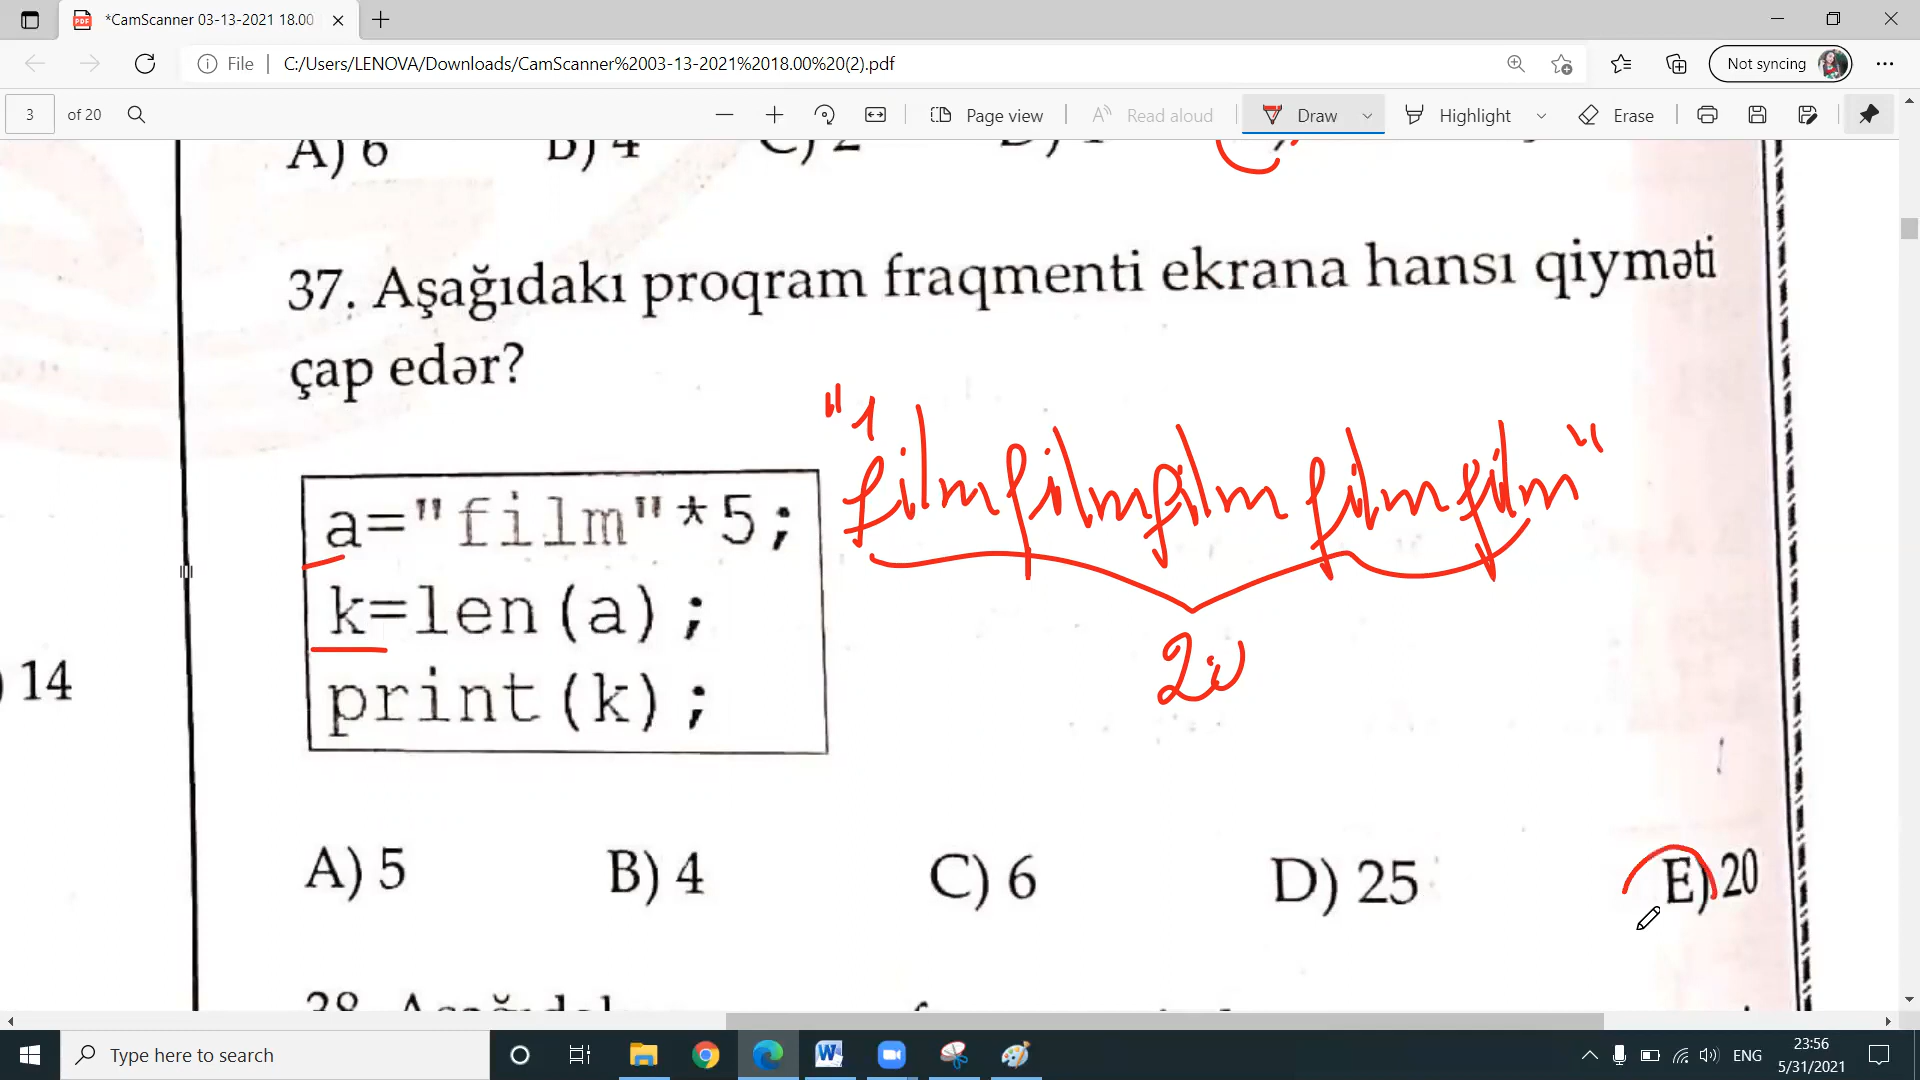 *CamScanner 03-13-2021 18.00
File
C:/Users/LENOVA/Downloads/CamScanner%2003-13-2021%2018.00%20(2).pdf
Not syncing
3 of 20
Page view
Read aloud
Draw
Highlight
Erase
A) 6 B) 4 C) 2
37. Aşağıdakı proqram fraqmenti ekrana hansı qiyməti
çap edər?
"filmfilmfilmfilmfilm"
a="film"*5;
k=len(a);
print(k);
20
) 14
A) 5 B) 4 C) 6 D) 25 E) 20
Type here to search
ENG
23:56
5/31/2021